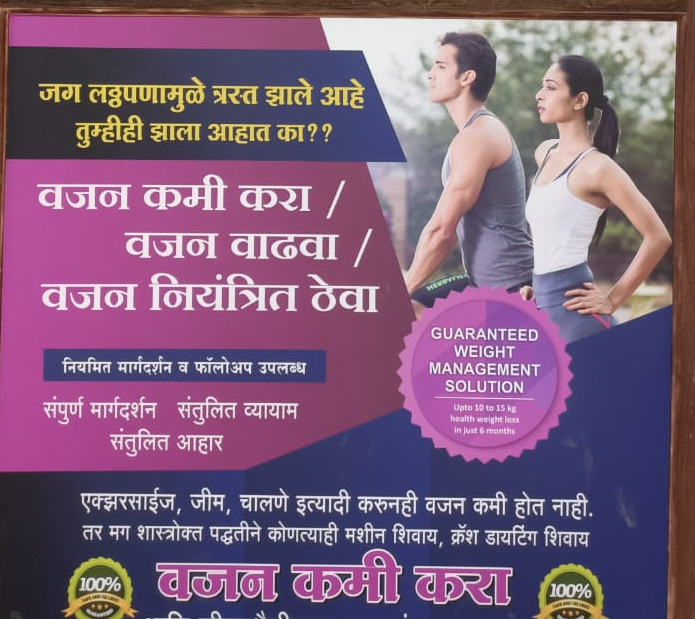 जग लठ्ठपणामुळे त्रस्त झाले आहे
तुम्हीही झाला आहात का??
वजन कमी करा /
वजन वाढवा /
वजन नियंत्रित ठेवा
नियमित मार्गदर्शन व फॉलोअप उपलब्ध
संपुर्ण मार्गदर्शन संतुलित व्यायाम
संतुलित आहार
GUARANTEED
WEIGHT
MANAGEMENT
SOLUTION
Upto 10 to 15 kg
health weight loss
in just 6 months
एक्झरसाईज, जीम, चालणे इत्यादी करुनही वजन कमी होत नाही.
तर मग शास्त्रोक्त पद्धतीने कोणत्याही मशीन शिवाय, क्रॅश डायटिंग शिवाय
100% वजन कमी करा 100%